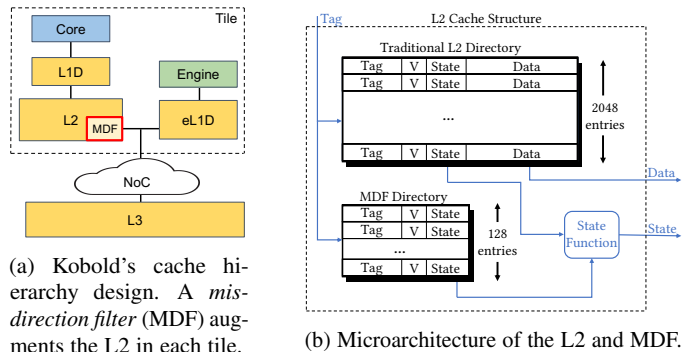 Tile
Core
L1D
Engine
L2
MDF
eL1D
NoC
L3
(a) Kobold's cache hi-
erarchy design. A mis-
direction filter (MDF) aug-
ments the L2 in each tile.
Tag
L2 Cache Structure
Traditional L2 Directory
Tag V State Data
Tag V State Data
...
Tag V State Data
2048
entries
Data
MDF Directory
Tag V State
Tag V State
...
Tag V State
128
entries
State
Function
State
(b) Microarchitecture of the L2 and MDF.